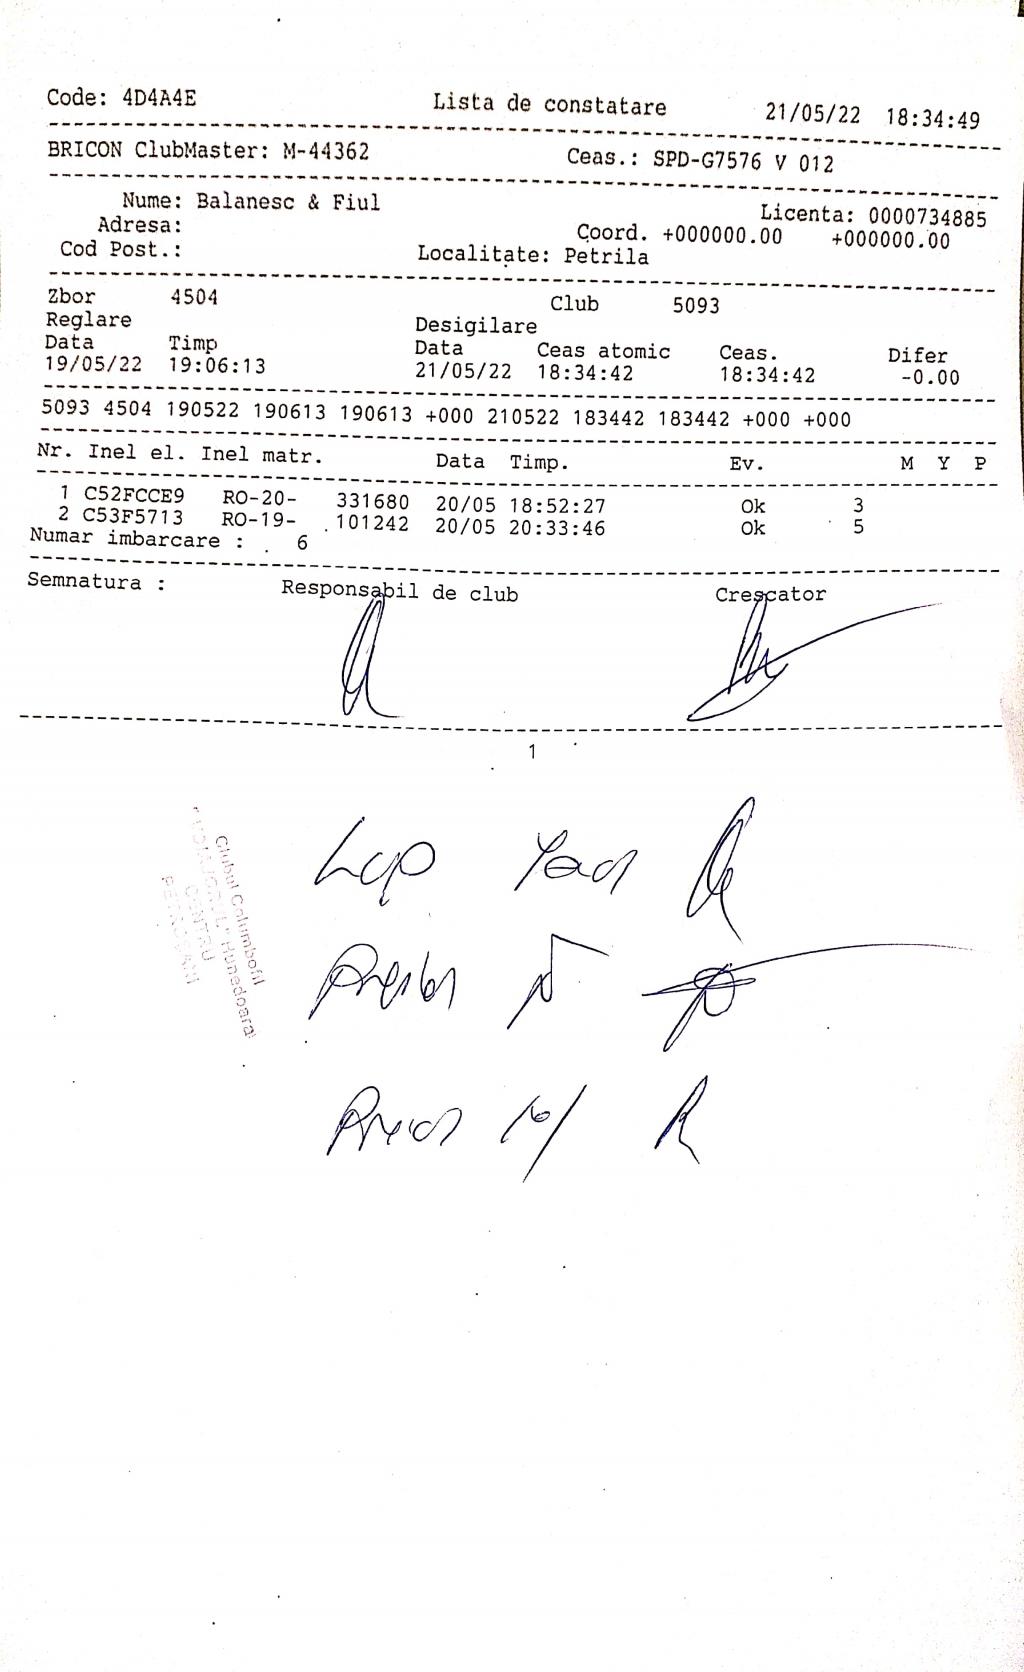 Code: 4D4A4E Lista de constatare 21/05/22 18:34:49
BRICON ClubMaster: M-44362 Ceas.: SPD-G7576 V 012
Nume: Balanesc & Fiul Licenta: 0000734885
Adresa: Coord. +000000.00 +000000.00
Cod Post.: Localitate: Petrila
Zbor 4504 Club 5093
Reglare Desigilare
Data Timp Data Ceas atomic Ceas. Difer
19/05/22 19:06:13 21/05/22 18:34:42 18:34:42 -0.00
5093 4504 190522 190613 190613 +000 210522 183442 183442 +000 +000
Nr. Inel el. Inel matr. Data Timp. Ev. M Y P
1 C52FCCE9 RO-20- 331680 20/05 18:52:27 Ok 3
2 C53F5713 RO-19- 101242 20/05 20:33:46 Ok 5
Numar imbarcare : 6
Semnatura : Responsabil de club Crescator
1
Clubul Columbofil
Hunedoara
CENTRU
PETROSANI
Lup